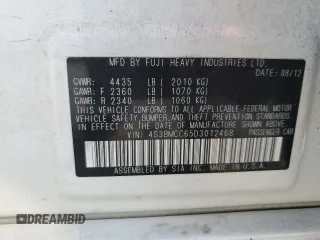 MFD BY FUJI HEAVY INDUSTRIES LTD.
DATE: 08/12
GVWR: 4435 LB (2010 KG)
GAWR: F 2360 LB (1070 KG)
GAWR: R 2340 LB (1060 KG)
THIS VEHICLE CONFORMS TO ALL APPLICABLE FEDERAL MOTOR
VEHICLE SAFETY, BUMPER, AND THEFT PREVENTION STANDARDS
IN EFFECT ON THE DATE OF MANUFACTURE SHOWN ABOVE.
VIN: 4S3BMCC65D3012468
PASSENGER CAR
ASSEMBLED BY SIA INC. IN U.S.A.
DID BIDHISTORY